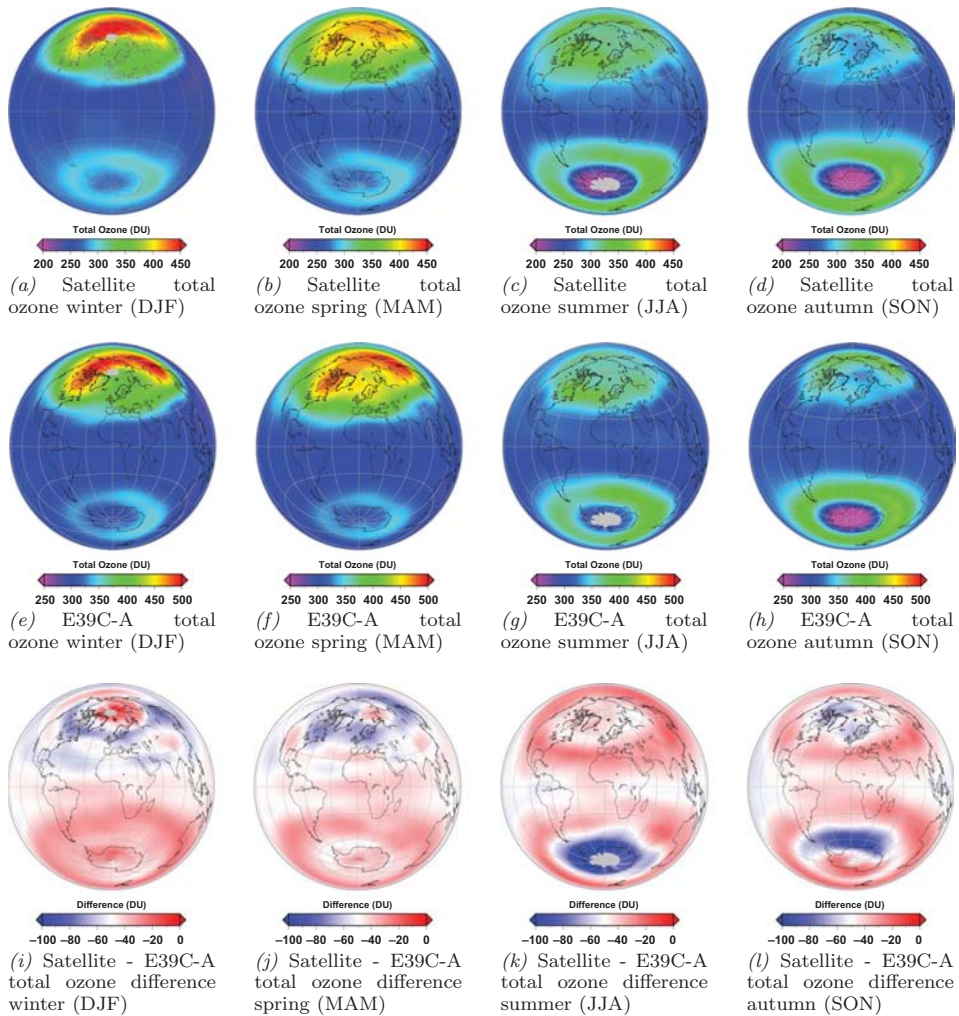 Total Ozone (DU) Total Ozone (DU) Total Ozone (DU) Total Ozone (DU)
200 250 300 350 400 450 200 250 300 350 400 450 200 250 300 350 400 450 200 250 300 350 400 450
(a) Satellite total
ozone winter (DJF)
(b) Satellite total
ozone spring (MAM)
(c) Satellite total
ozone summer (JJA)
(d) Satellite total
ozone autumn (SON)
Total Ozone (DU) Total Ozone (DU) Total Ozone (DU) Total Ozone (DU)
250 300 350 400 450 500 250 300 350 400 450 500 250 300 350 400 450 500 250 300 350 400 450 500
(e) E39C-A total
ozone winter (DJF)
(f) E39C-A total
ozone spring (MAM)
(g) E39C-A total
ozone summer (JJA)
(h) E39C-A total
ozone autumn (SON)
Difference (DU) Difference (DU) Difference (DU) Difference (DU)
−100 −80 −60 −40 −20 0 −100 −80 −60 −40 −20 0 −100 −80 −60 −40 −20 0 −100 −80 −60 −40 −20 0
(i) Satellite - E39C-A
total ozone difference
winter (DJF)
(j) Satellite - E39C-A
total ozone difference
spring (MAM)
(k) Satellite - E39C-A
total ozone difference
summer (JJA)
(l) Satellite - E39C-A
total ozone difference
autumn (SON)